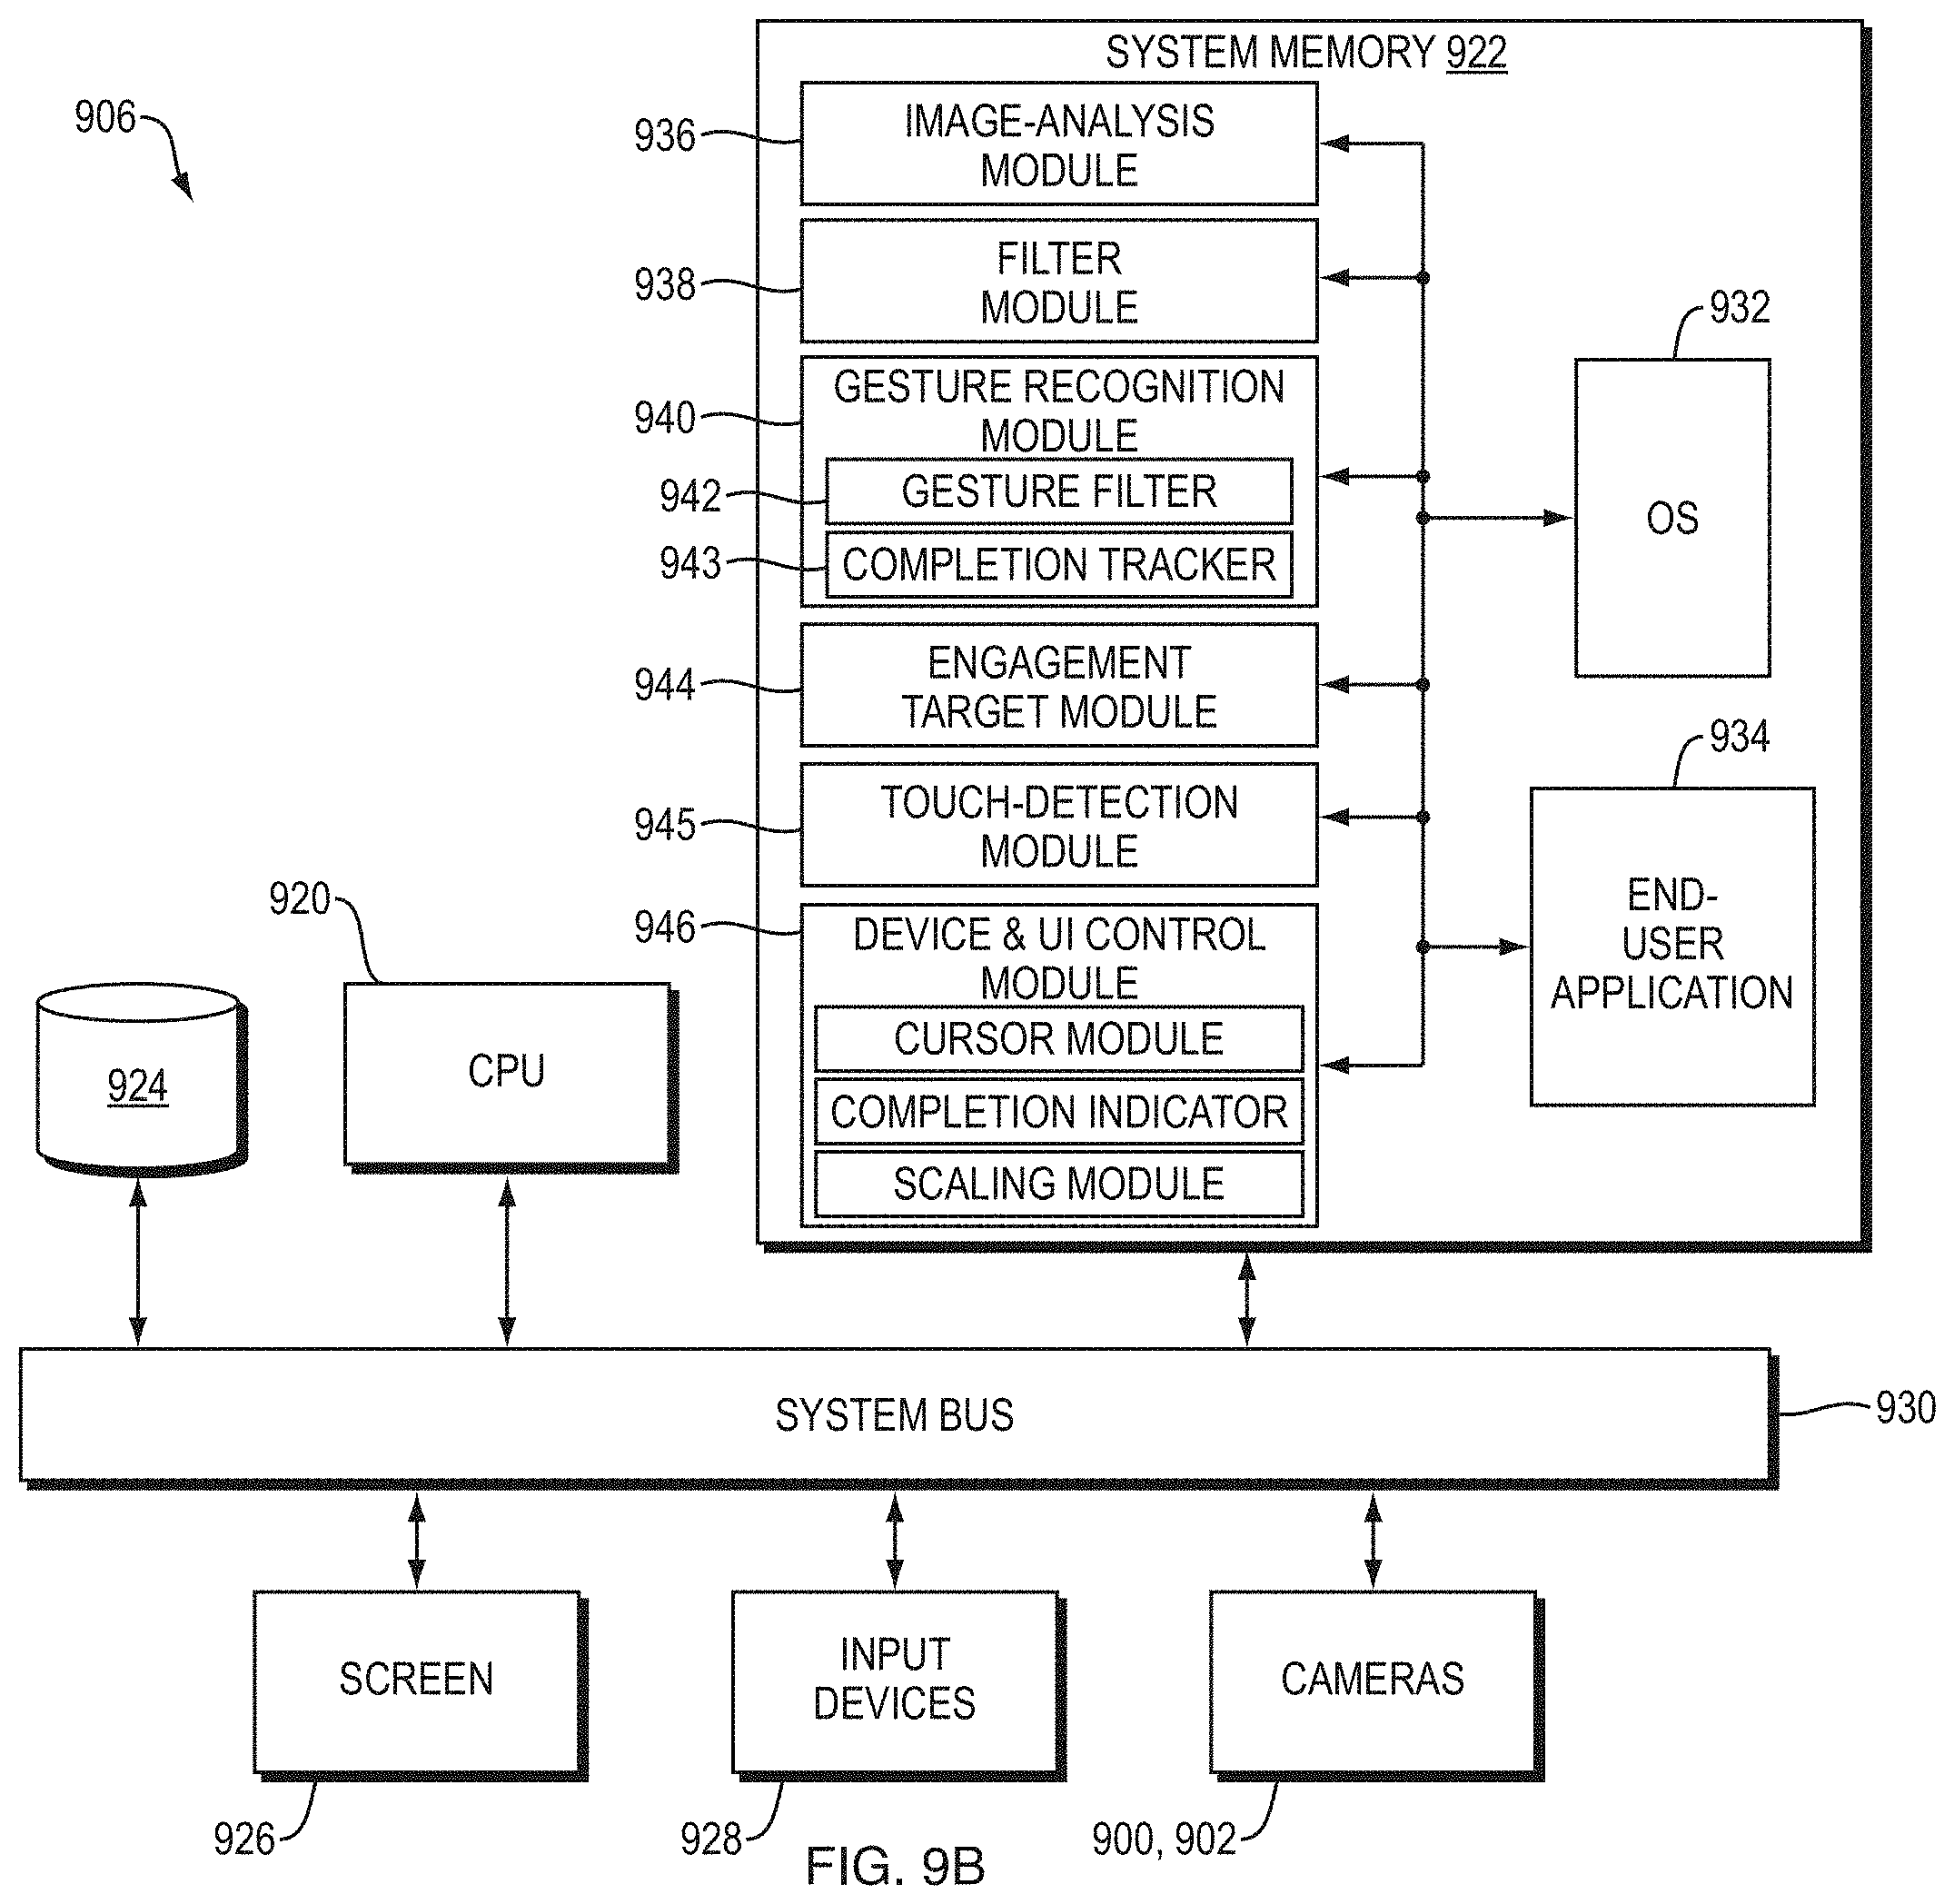 SYSTEM MEMORY 922
906
936
IMAGE-ANALYSIS
MODULE
938
FILTER
MODULE
932
OS
940
GESTURE RECOGNITION
MODULE
942
GESTURE FILTER
943
COMPLETION TRACKER
944
ENGAGEMENT
TARGET MODULE
934
END-
USER
APPLICATION
945
TOUCH-DETECTION
MODULE
946
DEVICE & UI CONTROL
MODULE
CURSOR MODULE
COMPLETION INDICATOR
SCALING MODULE
920
CPU
924
SYSTEM BUS
930
SCREEN
INPUT
DEVICES
CAMERAS
926
928
900, 902
FIG. 9B